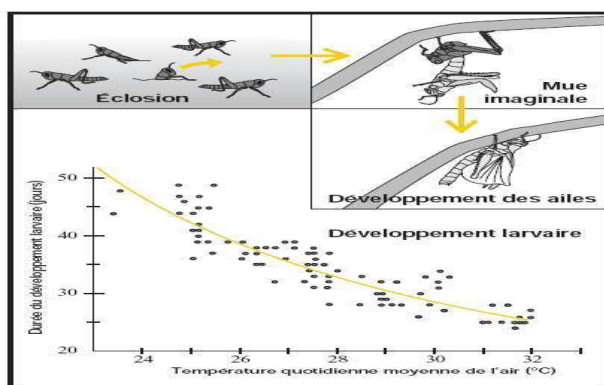 Éclosion
Mue
imaginale
Développement des ailes
Développement larvaire
Durée du développement larvaire (jours)
50
40
30
20
24
26
28
30
32
Température quotidienne moyenne de l'air (°C)